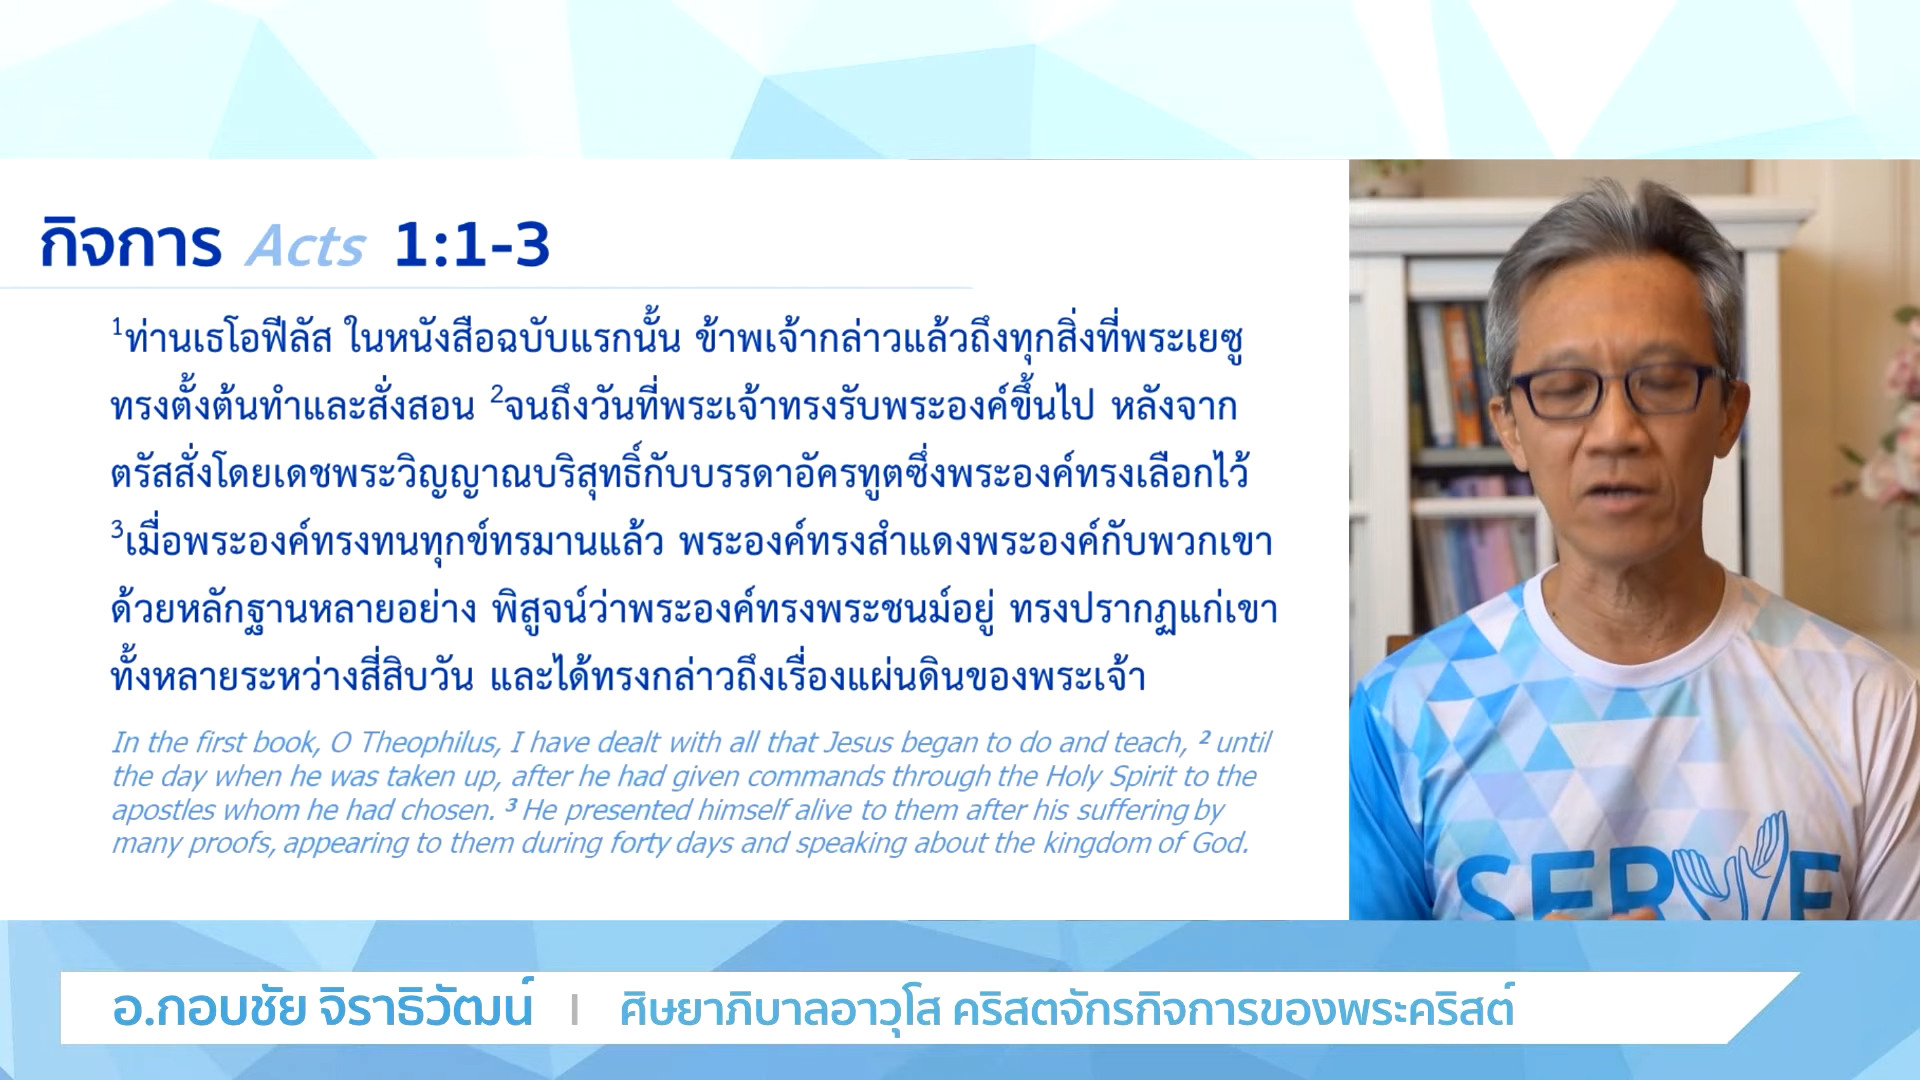 กิจการ Acts 1:1-3
¹ท่านเธโอฟีลัส ในหนังสือฉบับแรกนั้น ข้าพเจ้ากล่าวแล้วถึงทุกสิ่งที่พระเยซู
ทรงตั้งต้นทำและสั่งสอน ²จนถึงวันที่พระเจ้าทรงรับพระองค์ขึ้นไป หลังจาก
ตรัสสั่งโดยเดชพระวิญญาณบริสุทธิ์กับบรรดาอัครทูตซึ่งพระองค์ทรงเลือกไว้
³เมื่อพระองค์ทรงทนทุกข์ทรมานแล้ว พระองค์ทรงสำแดงพระองค์กับพวกเขา
ด้วยหลักฐานหลายอย่าง พิสูจน์ว่าพระองค์ทรงพระชนม์อยู่ ทรงปรากฏแก่เขา
ทั้งหลายระหว่างสี่สิบวัน และได้ทรงกล่าวถึงเรื่องแผ่นดินของพระเจ้า
In the first book, O Theophilus, I have dealt with all that Jesus began to do and teach, ² until
the day when he was taken up, after he had given commands through the Holy Spirit to the
apostles whom he had chosen. ³ He presented himself alive to them after his suffering by
many proofs, appearing to them during forty days and speaking about the kingdom of God.
SERVE
อ.กอบชัย จิราธิวัฒน์ | ศิษยาภิบาลอาวุโส คริสตจักรกิจการของพระคริสต์